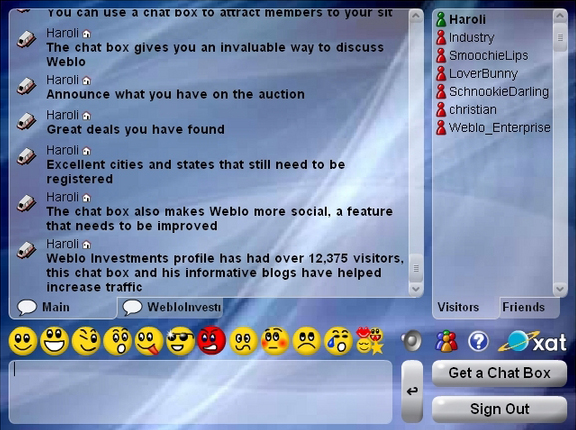 You can use a chat box to attract members to your sit
Haroli
The chat box gives you an invaluable way to discuss
Weblo
Haroli
Announce what you have on the auction
Haroli
Great deals you have found
Haroli
Excellent cities and states that still need to be
registered
Haroli
The chat box also makes Weblo more social, a feature
that needs to be improved
Haroli
Weblo Investments profile has had over 12,375 visitors,
this chat box and his informative blogs have helped
increase traffic
Main
WebloInvestı
Haroli
Industry
SmoochieLips
LoverBunny
SchnookieDarling
christian
Weblo_Enterprise
Visitors
Friends
xat
Get a Chat Box
Sign Out